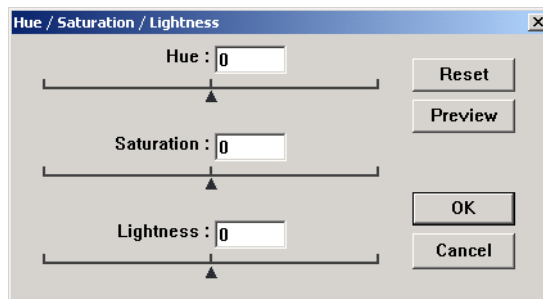 Hue / Saturation / Lightness
Hue : 0
Reset
Preview
Saturation : 0
OK
Lightness : 0
Cancel